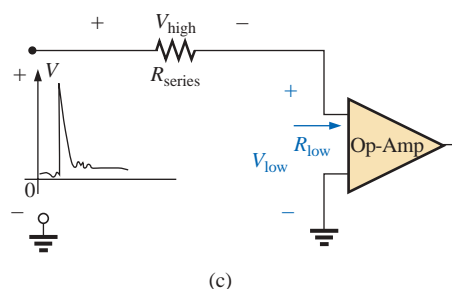 + V_high −
R_series
+ V
+
Op-Amp
R_low
V_low
0
−
−
(c)